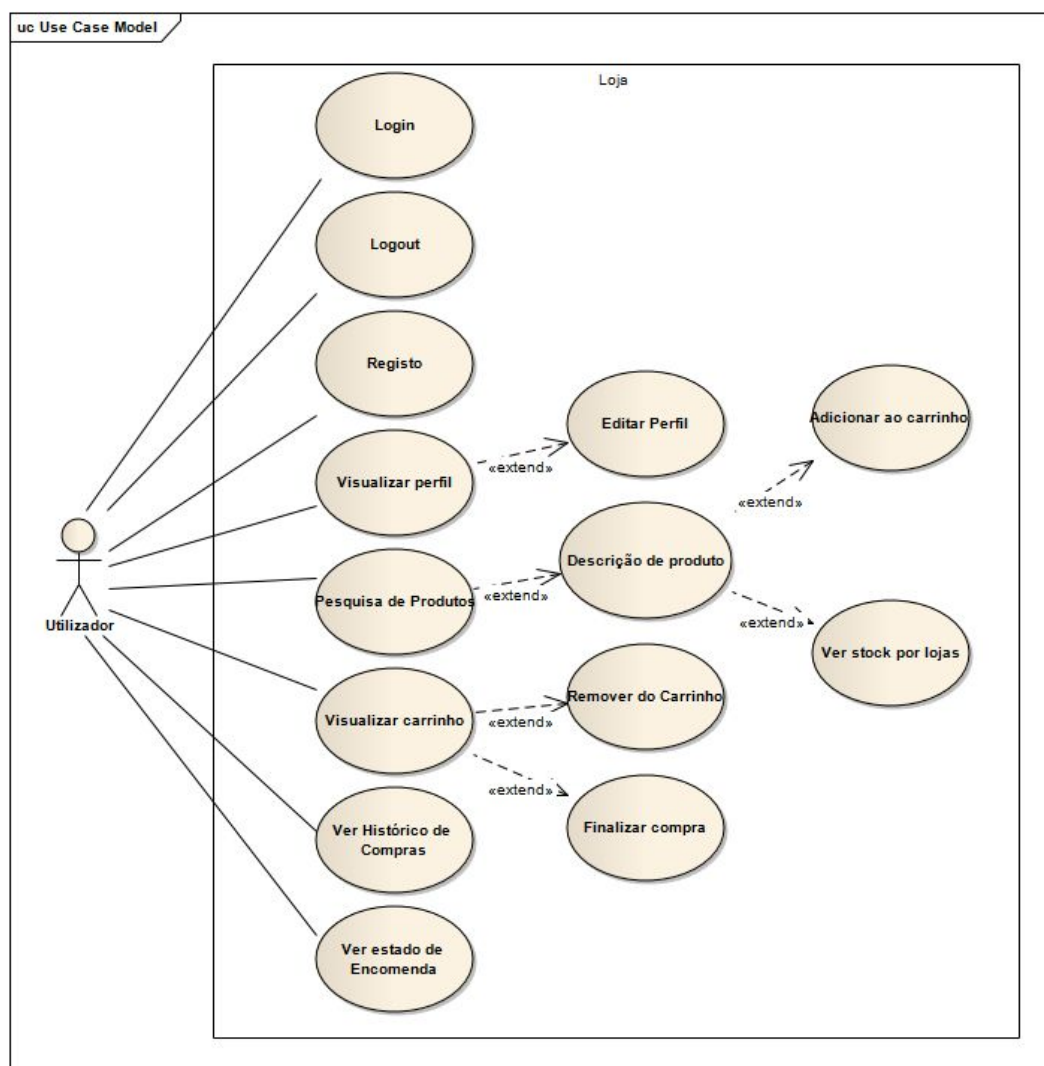 uc Use Case Model
Loja
Login
Logout
Registo
Editar Perfil
Adicionar ao carrinho
«extend»
Visualizar perfil
«extend»
Descrição de produto
Pesquisa de Produtos
«extend»
«extend»
Utilizador
Ver stock por lojas
Remover do Carrinho
Visualizar carrinho
«extend»
«extend»
Finalizar compra
Ver Histórico de
Compras
Ver estado de
Encomenda